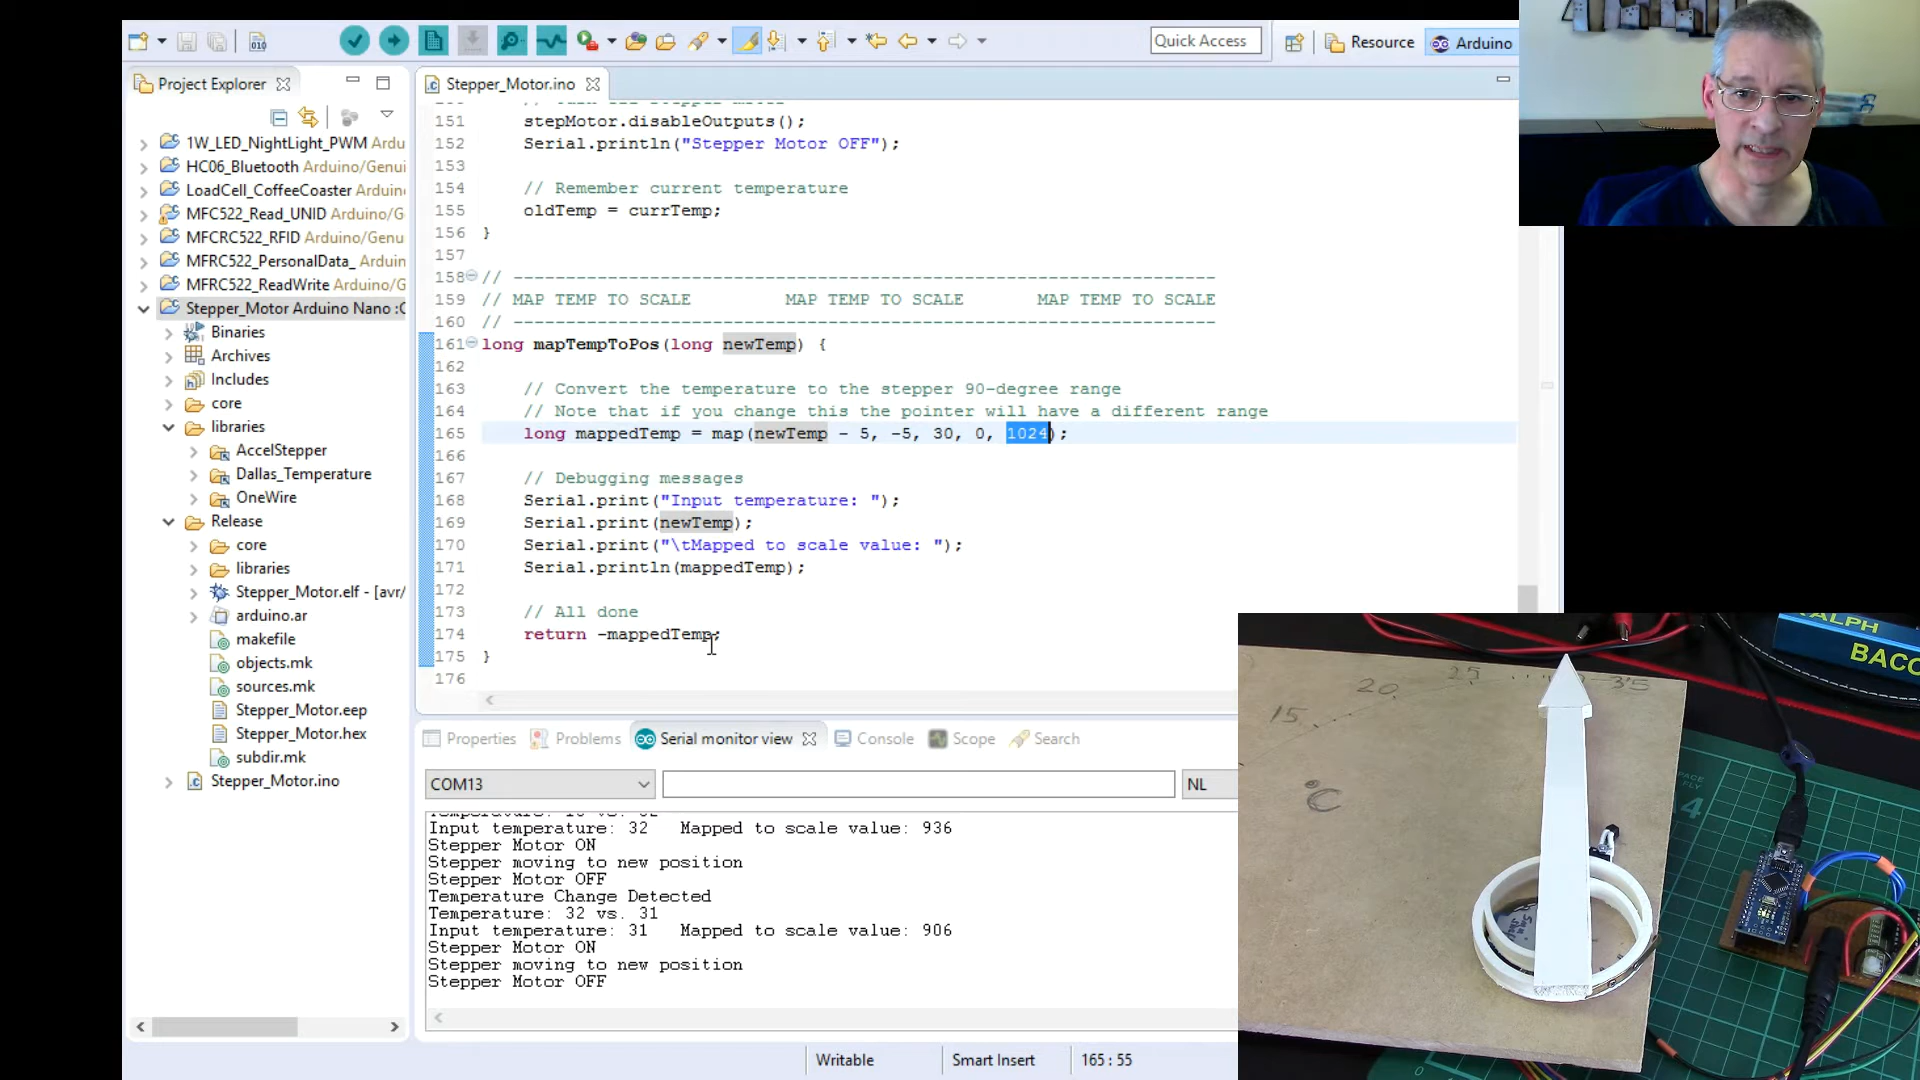 Quick Access
Resource
Arduino
Project Explorer
Stepper_Motor.ino
1W_LED_NightLight_PWM Ardu
HC06_Bluetooth Arduino/Genui
LoadCell_CoffeeCoaster Arduino/
MFC522_Read_UNID Arduino/G
MFCRC522_RFID Arduino/Genu
MFRC522_PersonalData_ Arduino
MFRC522_ReadWrite Arduino/G
Stepper_Motor Arduino Nano :C
Binaries
Archives
Includes
core
libraries
AccelStepper
Dallas_Temperature
OneWire
Release
core
libraries
Stepper_Motor.elf - [avr/
arduino.ar
makefile
objects.mk
sources.mk
Stepper_Motor.eep
Stepper_Motor.hex
subdir.mk
Stepper_Motor.ino
151 stepMotor.disableOutputs();
152 Serial.println("Stepper Motor OFF");
153
154 // Remember current temperature
155 oldTemp = currTemp;
156 }
157
158 // -------------------------------------------------------------------
159 // MAP TEMP TO SCALE MAP TEMP TO SCALE MAP TEMP TO SCALE
160 // -------------------------------------------------------------------
161 long mapTempToPos(long newTemp) {
162
163 // Convert the temperature to the stepper 90-degree range
164 // Note that if you change this the pointer will have a different range
165 long mappedTemp = map(newTemp - 5, -5, 30, 0, 1024);
166
167 // Debugging messages
168 Serial.print("Input temperature: ");
169 Serial.print(newTemp);
170 Serial.print("\tMapped to scale value: ");
171 Serial.println(mappedTemp);
172
173 // All done
174 return -mappedTemp;
175 }
176
Properties
Problems
Serial monitor view
Console
Scope
Search
COM13
NL
Input temperature: 32 Mapped to scale value: 936
Stepper Motor ON
Stepper moving to new position
Stepper Motor OFF
Temperature Change Detected
Temperature: 32 vs. 31
Input temperature: 31 Mapped to scale value: 906
Stepper Motor ON
Stepper moving to new position
Stepper Motor OFF
Writable
Smart Insert
165 : 55
15
20
25
35
°C
RALPH
BACC
4
0